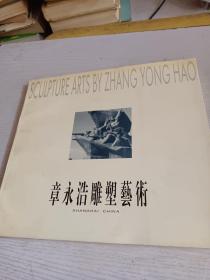 SCULPTURE ARTS BY ZHANG YONG HAO
章永浩雕塑藝術
SHANGHAI CHINA